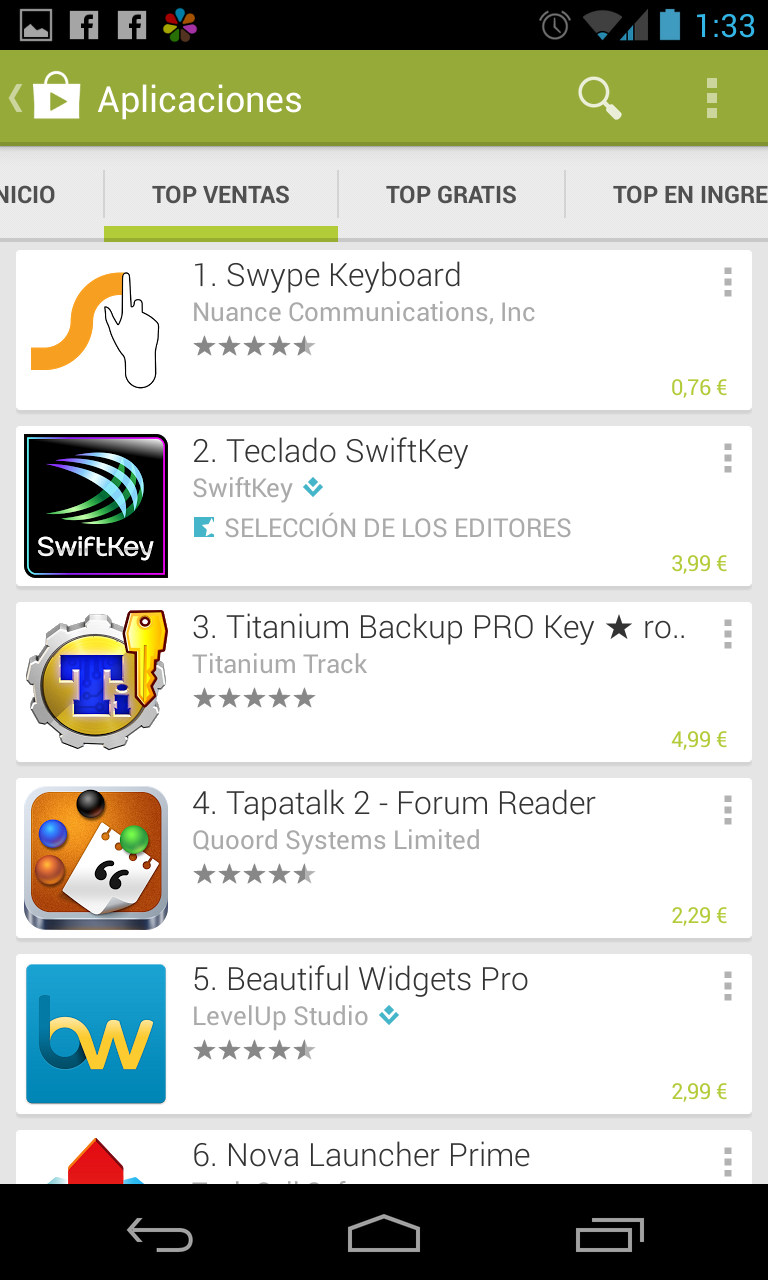 1:33
Aplicaciones
NICIO
TOP VENTAS
TOP GRATIS
TOP EN INGRE
1. Swype Keyboard
Nuance Communications, Inc
0,76 €
SwiftKey
2. Teclado SwiftKey
SwiftKey
SELECCIÓN DE LOS EDITORES
3,99 €
Ti
3. Titanium Backup PRO Key ★ ro..
Titanium Track
4,99 €
“
4. Tapatalk 2 - Forum Reader
Quoord Systems Limited
2,29 €
bw
5. Beautiful Widgets Pro
LevelUp Studio
2,99 €
6. Nova Launcher Prime